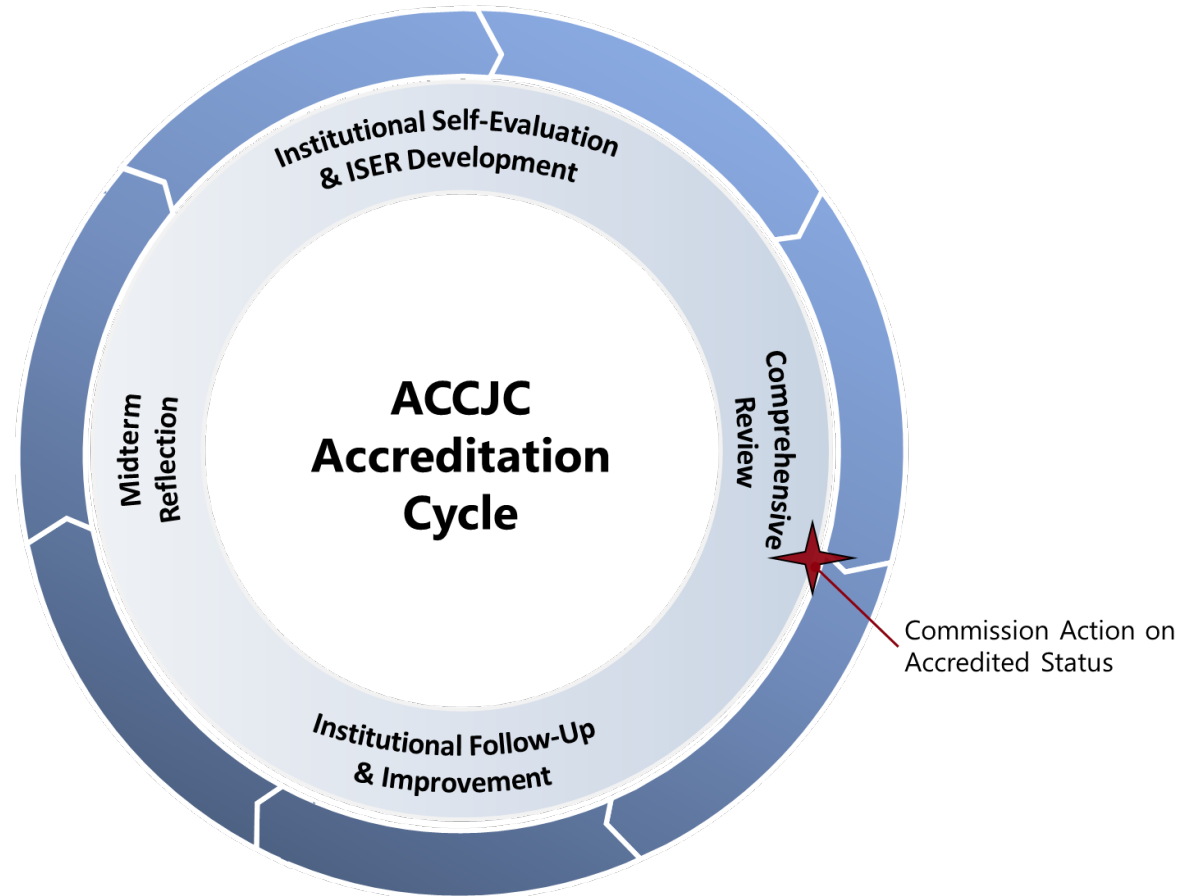 Institutional Self-Evaluation
& ISER Development
Comprehensive
Review
ACCJC
Accreditation
Cycle
Midterm
Reflection
Commission Action on
Accredited Status
Institutional Follow-Up
& Improvement